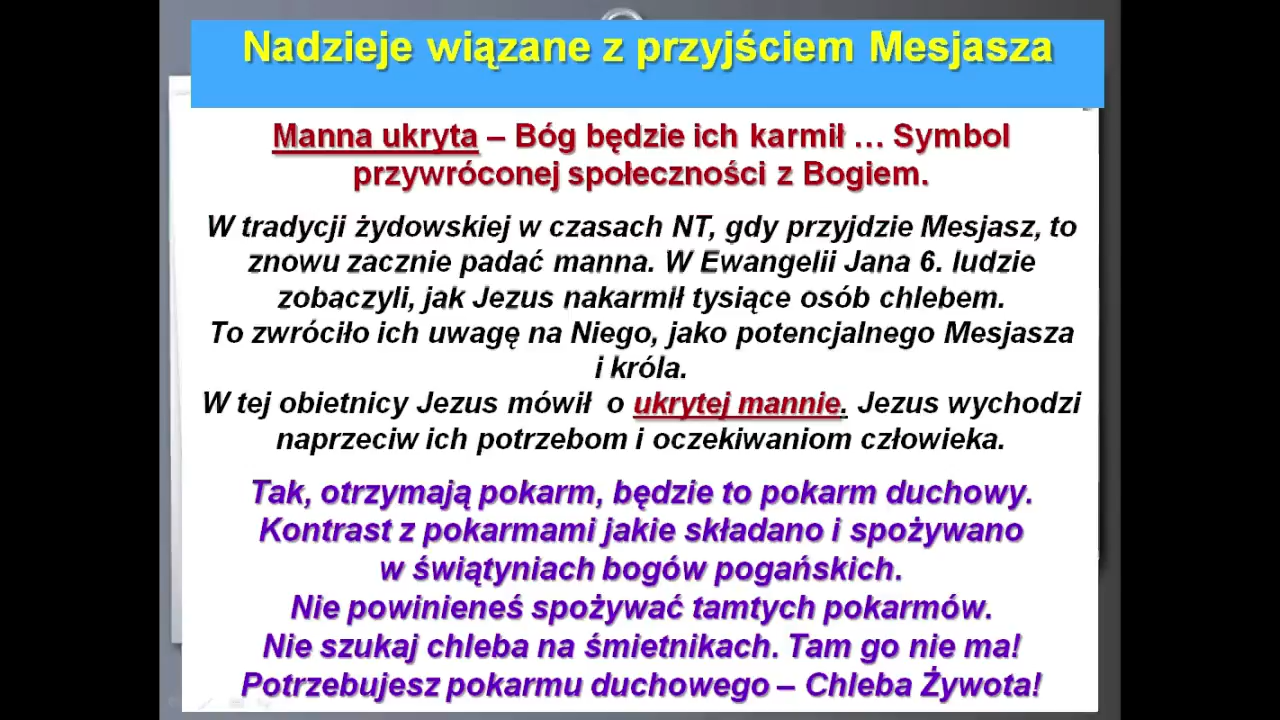 Nadzieje wiązane z przyjściem Mesjasza
Manna ukryta – Bóg będzie ich karmił … Symbol
przywróconej społeczności z Bogiem.
W tradycji żydowskiej w czasach NT, gdy przyjdzie Mesjasz, to
znowu zacznie padać manna. W Ewangelii Jana 6. ludzie
zobaczyli, jak Jezus nakarmił tysiące osób chlebem.
To zwróciło ich uwagę na Niego, jako potencjalnego Mesjasza
i króla.
W tej obietnicy Jezus mówił  o ukrytej mannie. Jezus wychodzi
naprzeciw ich potrzebom i oczekiwaniom człowieka.
Tak, otrzymają pokarm, będzie to pokarm duchowy.
Kontrast z pokarmami jakie składano i spożywano
w świątyniach bogów pogańskich.
Nie powinieneś spożywać tamtych pokarmów.
Nie szukaj chleba na śmietnikach. Tam go nie ma!
Potrzebujesz pokarmu duchowego – Chleba Żywota!